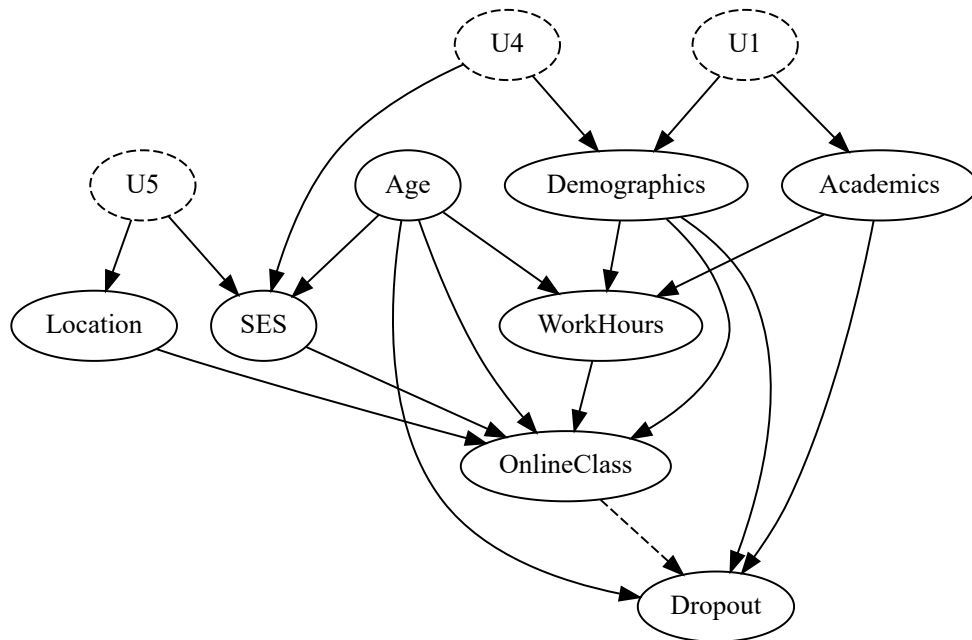 U4
U1
U5
Age
Demographics
Academics
Location
SES
WorkHours
OnlineClass
Dropout